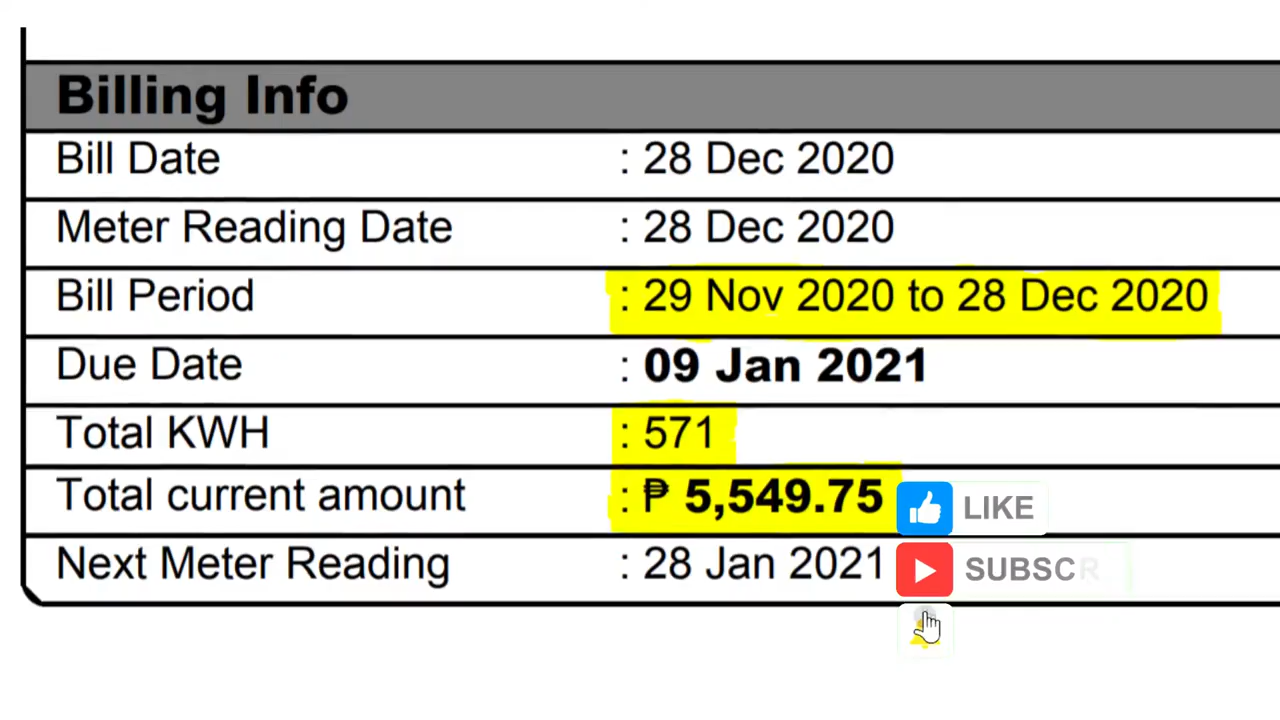 Billing Info
Bill Date : 28 Dec 2020
Meter Reading Date : 28 Dec 2020
Bill Period : 29 Nov 2020 to 28 Dec 2020
Due Date : 09 Jan 2021
Total KWH : 571
Total current amount : ₱ 5,549.75
LIKE
Next Meter Reading : 28 Jan 2021
SUBSCR